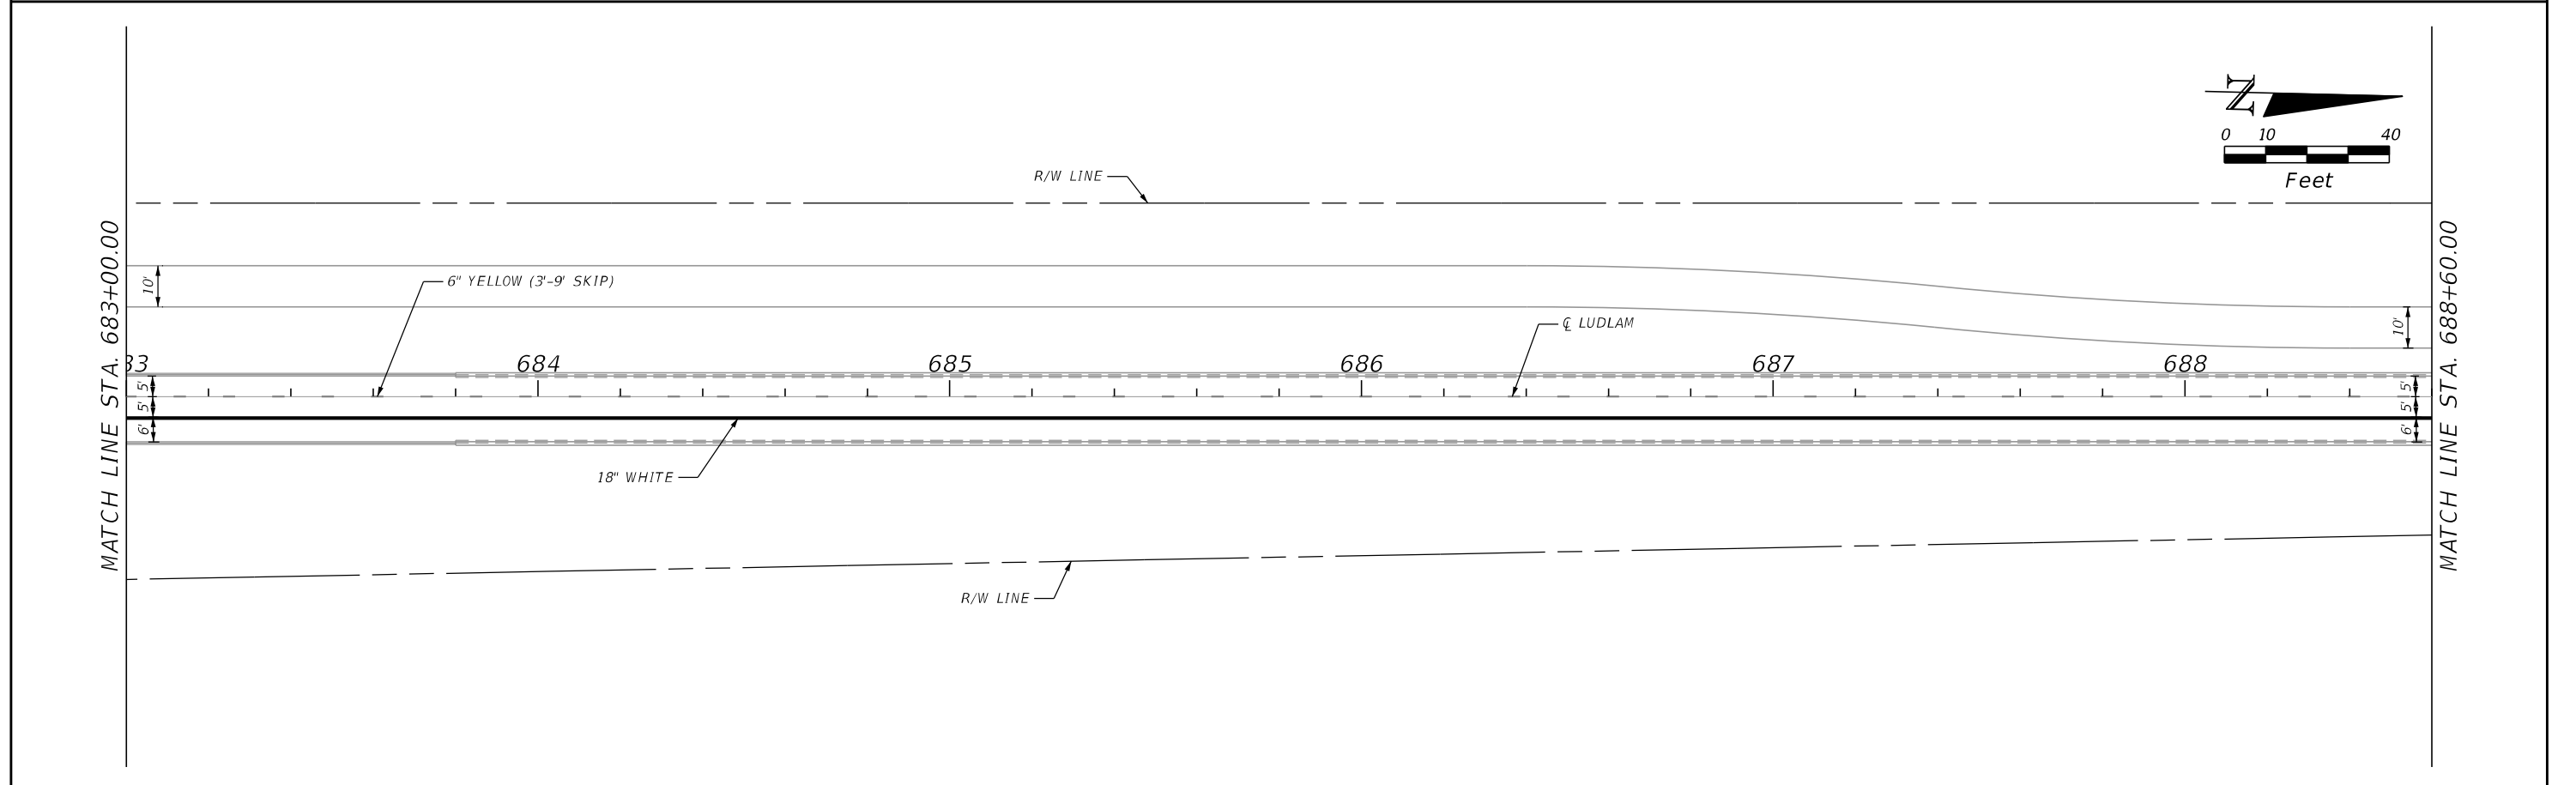 N
0 10 40
Feet
R/W LINE
10'
6" YELLOW (3'-9' SKIP)
℄ LUDLAM
10'
33 684 685 686 687 688
5'
5'
6'
5'
5'
6'
18" WHITE
R/W LINE
MATCH LINE STA. 683+00.00
MATCH LINE STA. 688+60.00